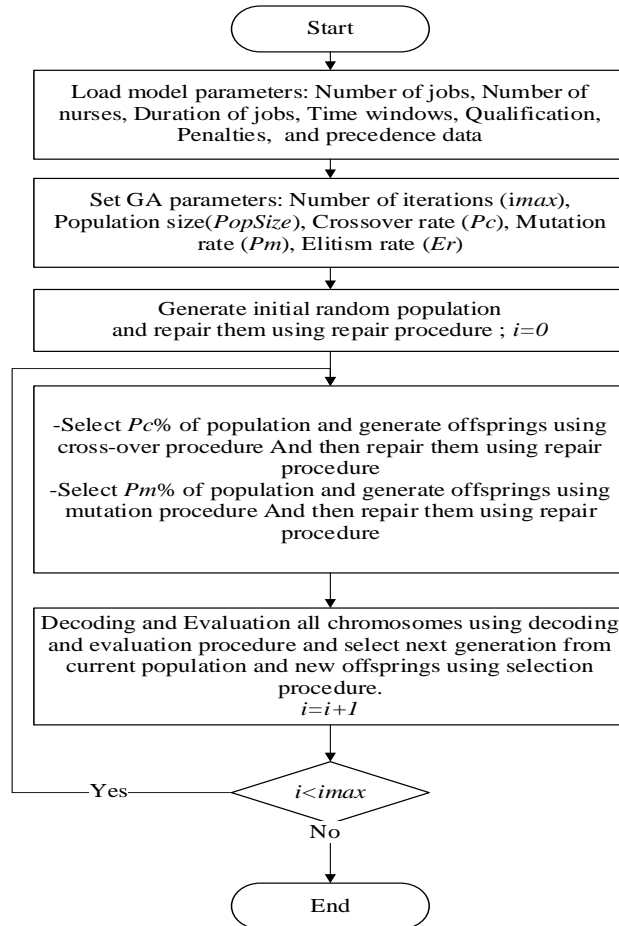 Start
Load model parameters: Number of jobs, Number of
nurses, Duration of jobs, Time windows, Qualification,
Penalties, and precedence data
Set GA parameters: Number of iterations (imax),
Population size(PopSize), Crossover rate (Pc), Mutation
rate (Pm), Elitism rate (Er)
Generate initial random population
and repair them using repair procedure ; i=0
-Select Pc% of population and generate offsprings using
cross-over procedure And then repair them using repair
procedure
-Select Pm% of population and generate offsprings using
mutation procedure And then repair them using repair
procedure
Decoding and Evaluation all chromosomes using decoding
and evaluation procedure and select next generation from
current population and new offsprings using selection
procedure.
i=i+1
Yes
i<imax
No
End